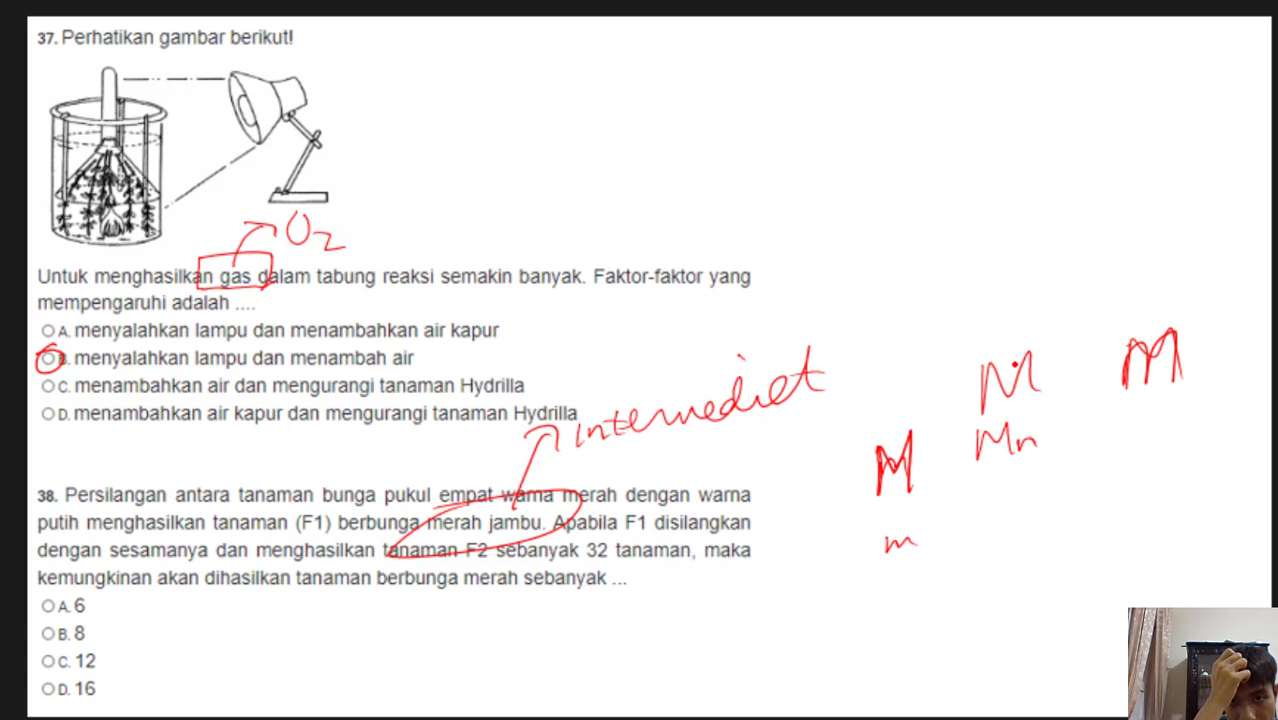 37. Perhatikan gambar berikut!
O2
Untuk menghasilkan gas dalam tabung reaksi semakin banyak. Faktor-faktor yang
mempengaruhi adalah ....
A. menyalahkan lampu dan menambahkan air kapur
B. menyalahkan lampu dan menambah air
C. menambahkan air dan mengurangi tanaman Hydrilla
D. menambahkan air kapur dan mengurangi tanaman Hydrilla
intermediet
M M
M Mm
m
38. Persilangan antara tanaman bunga pukul empat warna merah dengan warna
putih menghasilkan tanaman (F1) berbunga merah jambu. Apabila F1 disilangkan
dengan sesamanya dan menghasilkan tanaman F2 sebanyak 32 tanaman, maka
kemungkinan akan dihasilkan tanaman berbunga merah sebanyak ...
A. 6
B. 8
C. 12
D. 16